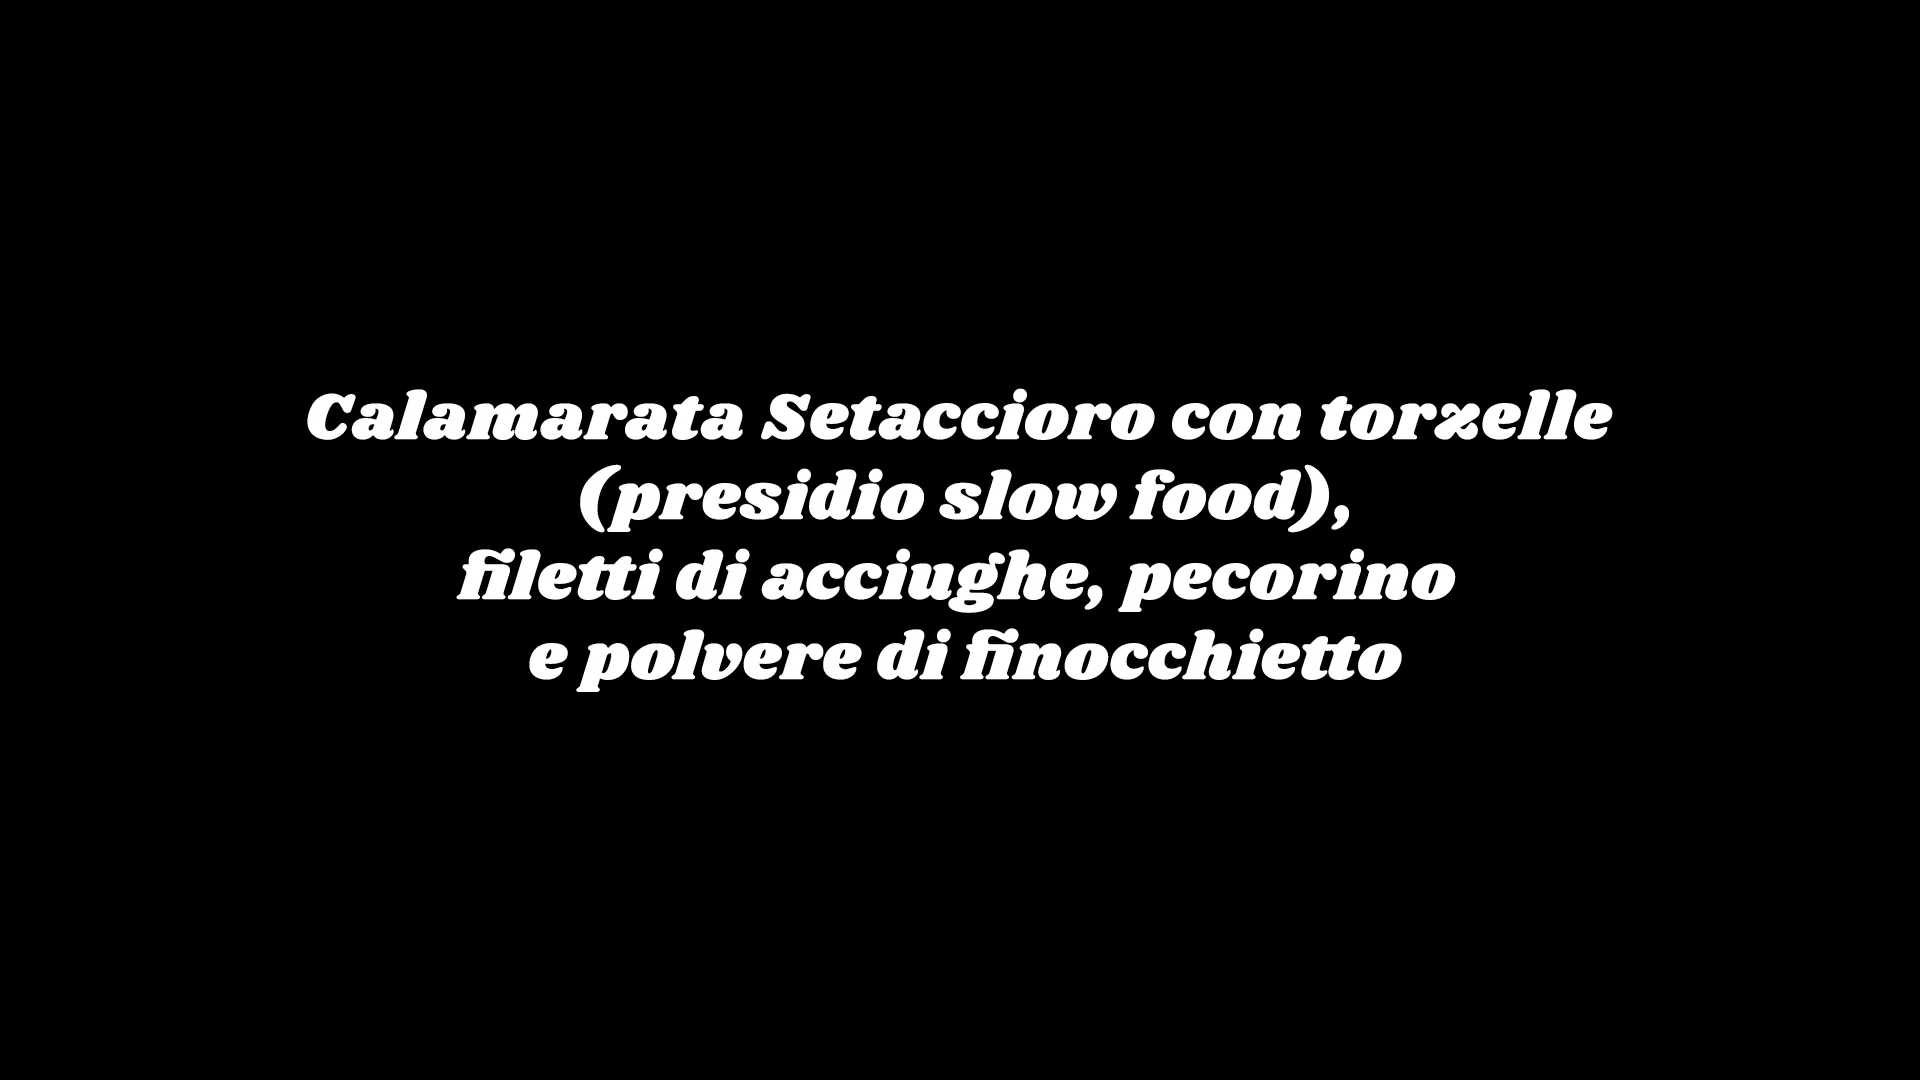 Calamarata Setaccioro con torzelle
(presidio slow food),
filetti di acciughe, pecorino
e polvere di finocchietto